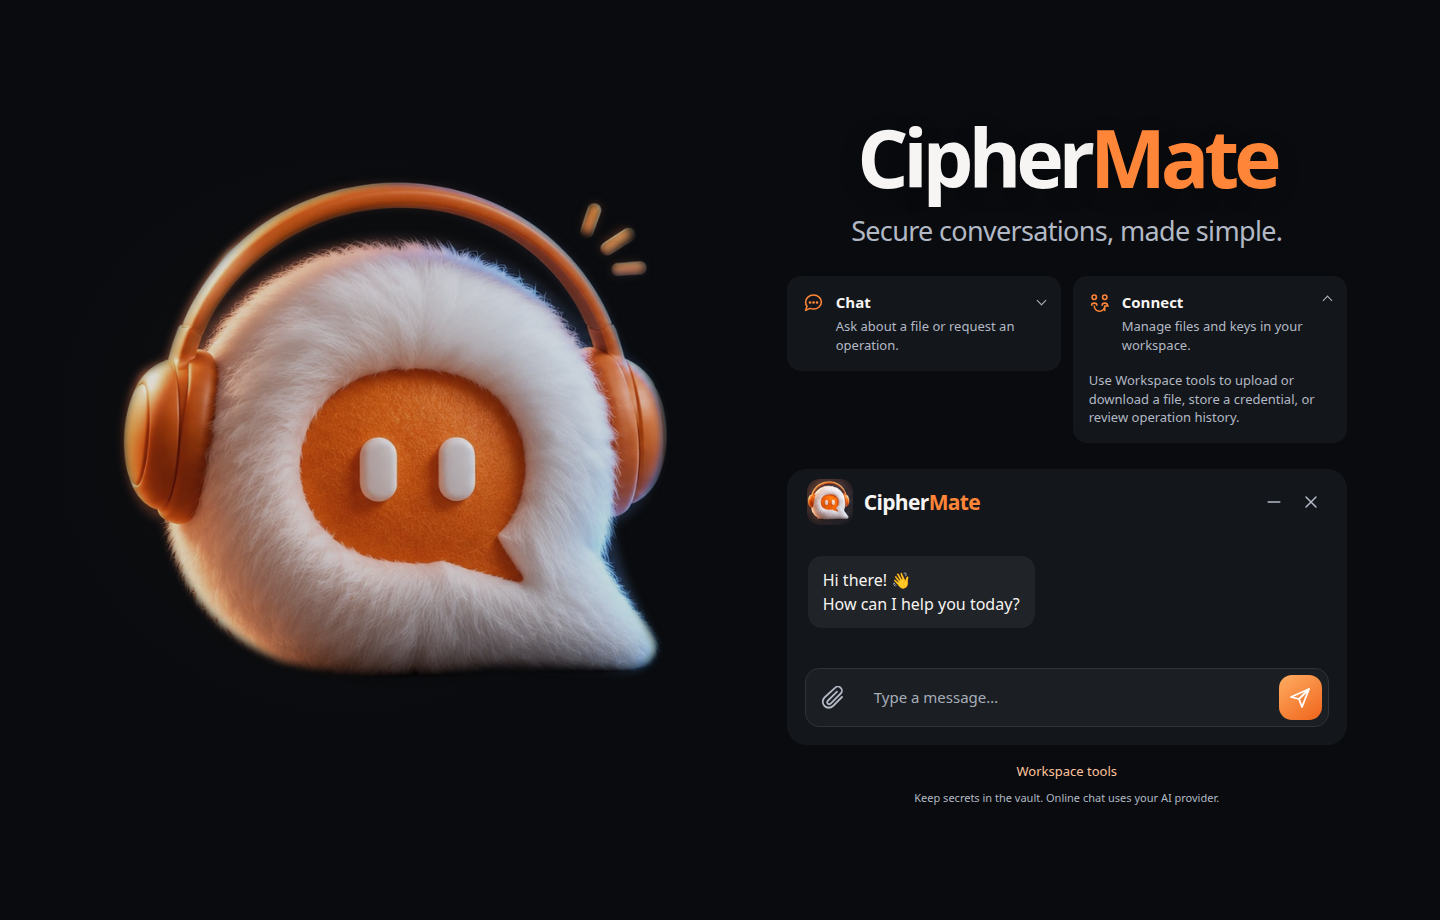 CipherMate
Secure conversations, made simple.
Chat
Ask about a file or request an
operation.
Connect
Manage files and keys in your
workspace.
Use Workspace tools to upload or
download a file, store a credential, or
review operation history.
CipherMate
Hi there! 👋
How can I help you today?
Type a message...
Workspace tools
Keep secrets in the vault. Online chat uses your AI provider.